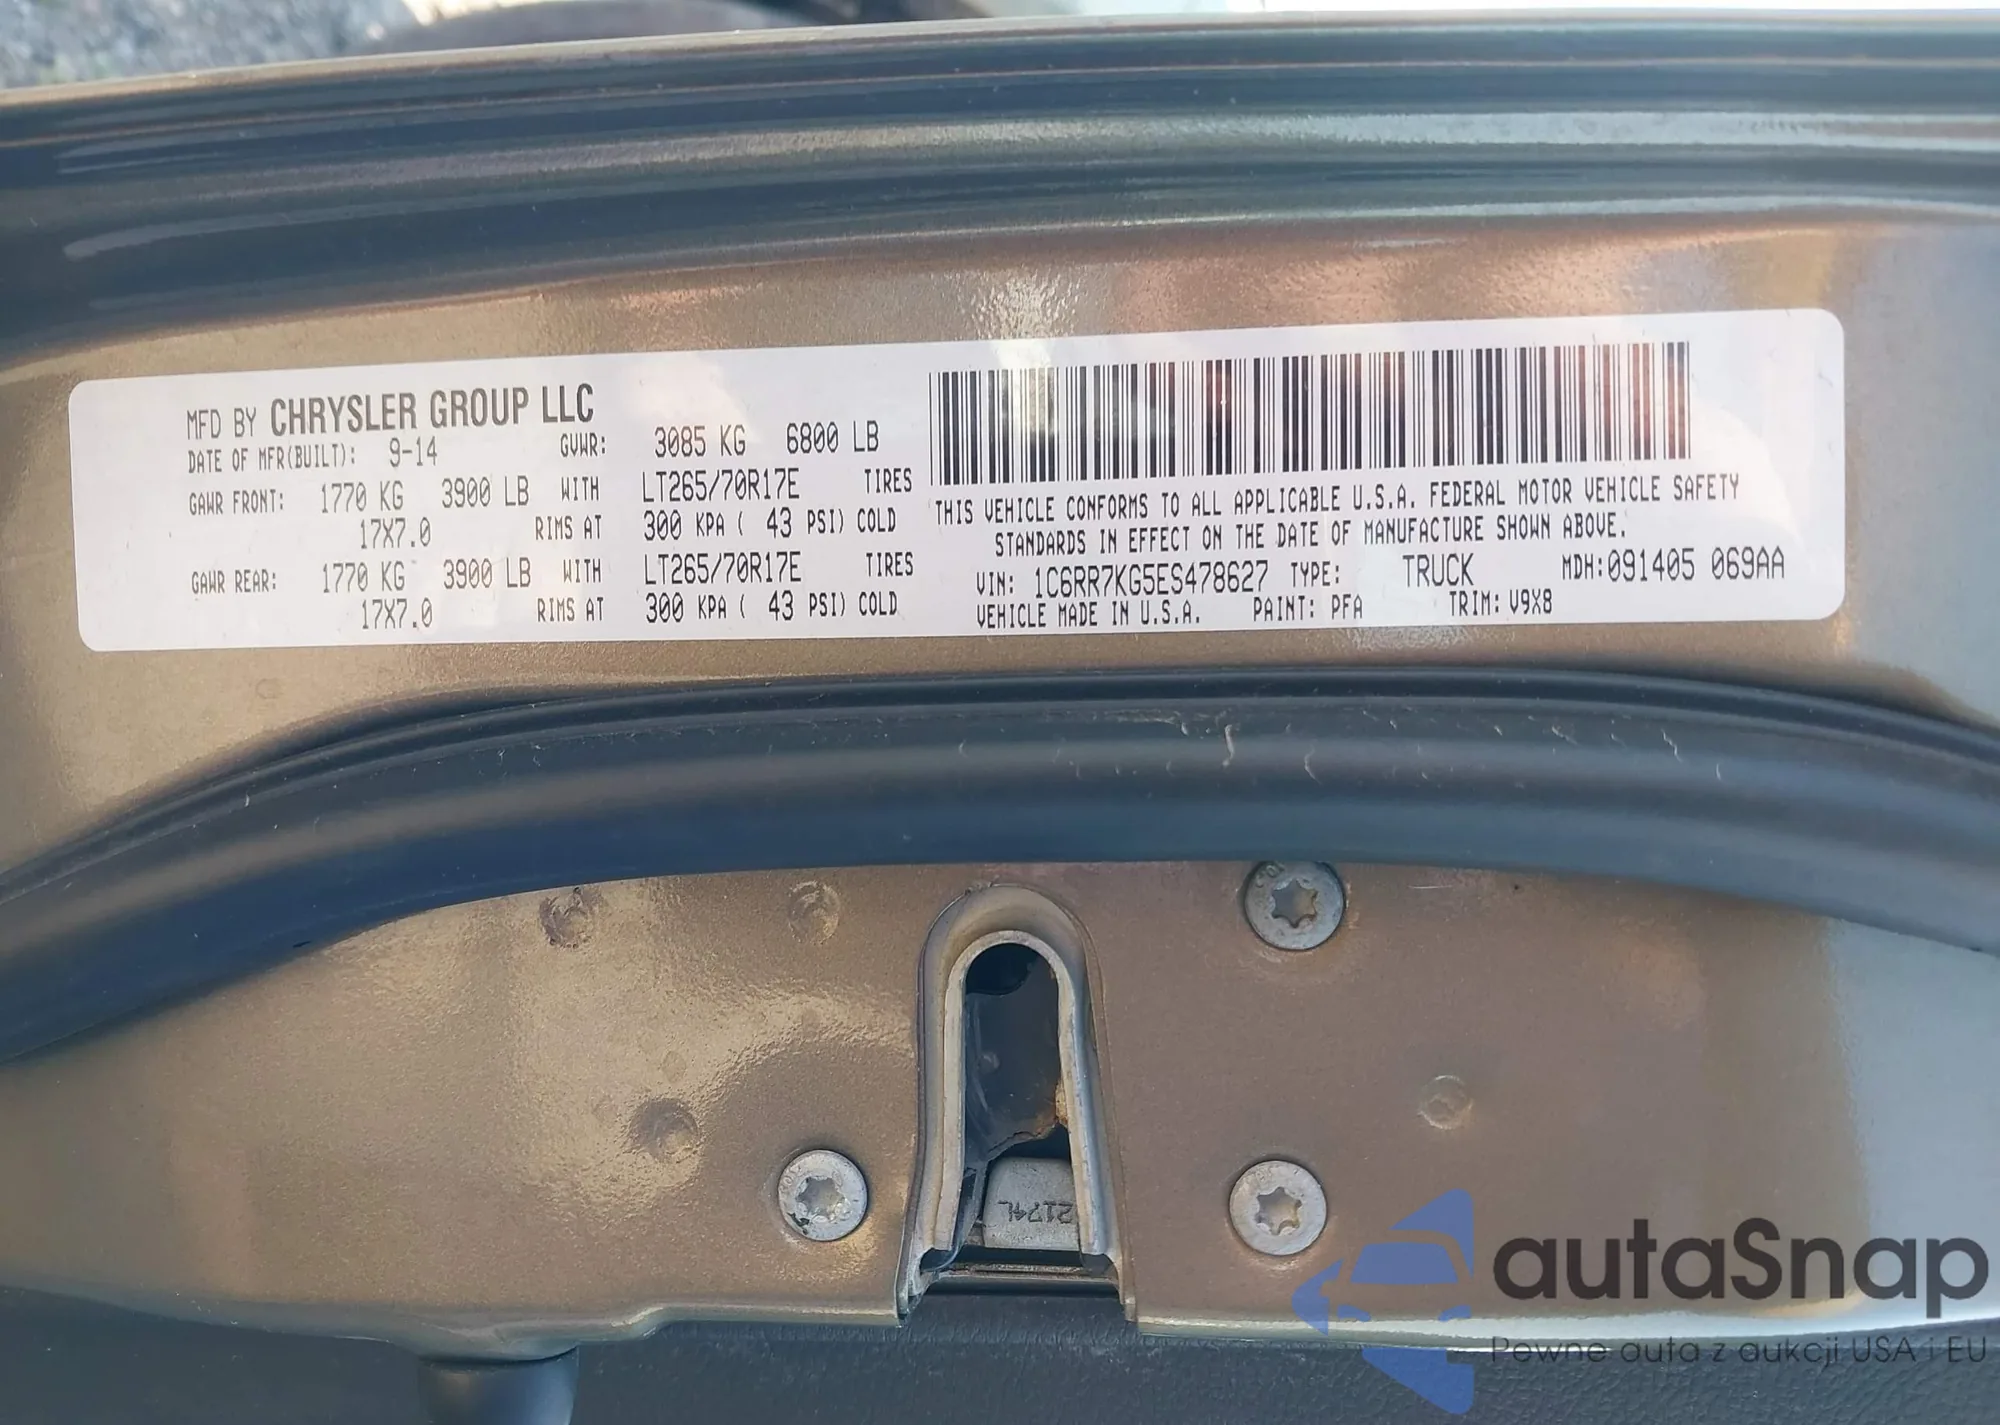 MFD BY CHRYSLER GROUP LLC
DATE OF MFR(BUILT): 9-14 GVWR: 3085 KG 6800 LB
GAWR FRONT: 1770 KG 3900 LB WITH LT265/70R17E TIRES
17X7.0 RIMS AT 300 KPA ( 43 PSI) COLD
GAWR REAR: 1770 KG 3900 LB WITH LT265/70R17E TIRES
17X7.0 RIMS AT 300 KPA ( 43 PSI) COLD
THIS VEHICLE CONFORMS TO ALL APPLICABLE U.S.A. FEDERAL MOTOR VEHICLE SAFETY
STANDARDS IN EFFECT ON THE DATE OF MANUFACTURE SHOWN ABOVE.
VIN: 1C6RR7KG5ES478627 TYPE: TRUCK MDH:091405 069AA
VEHICLE MADE IN U.S.A. PAINT: PFA TRIM: V9X8
2174L
autaSnap
Pewne auta z aukcji USA i EU